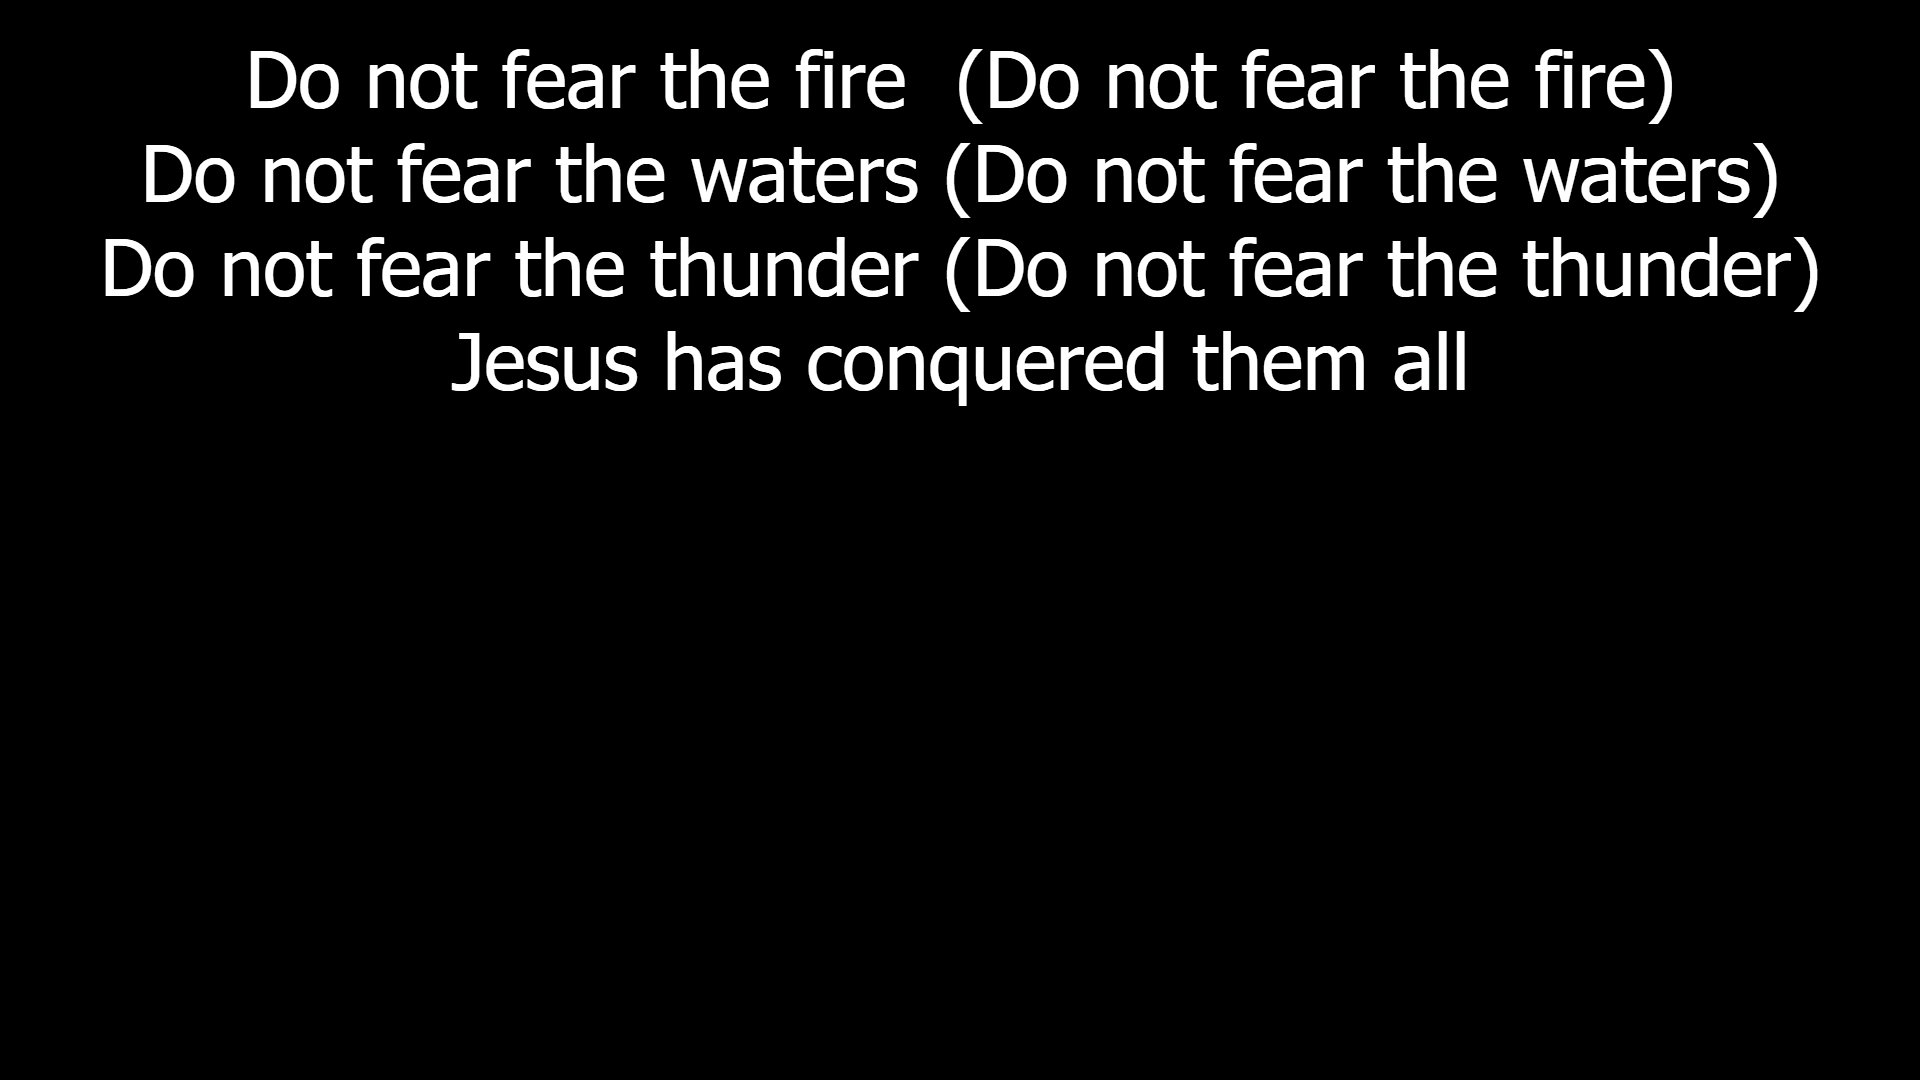 Do not fear the fire  (Do not fear the fire)
Do not fear the waters (Do not fear the waters)
Do not fear the thunder (Do not fear the thunder)
Jesus has conquered them all